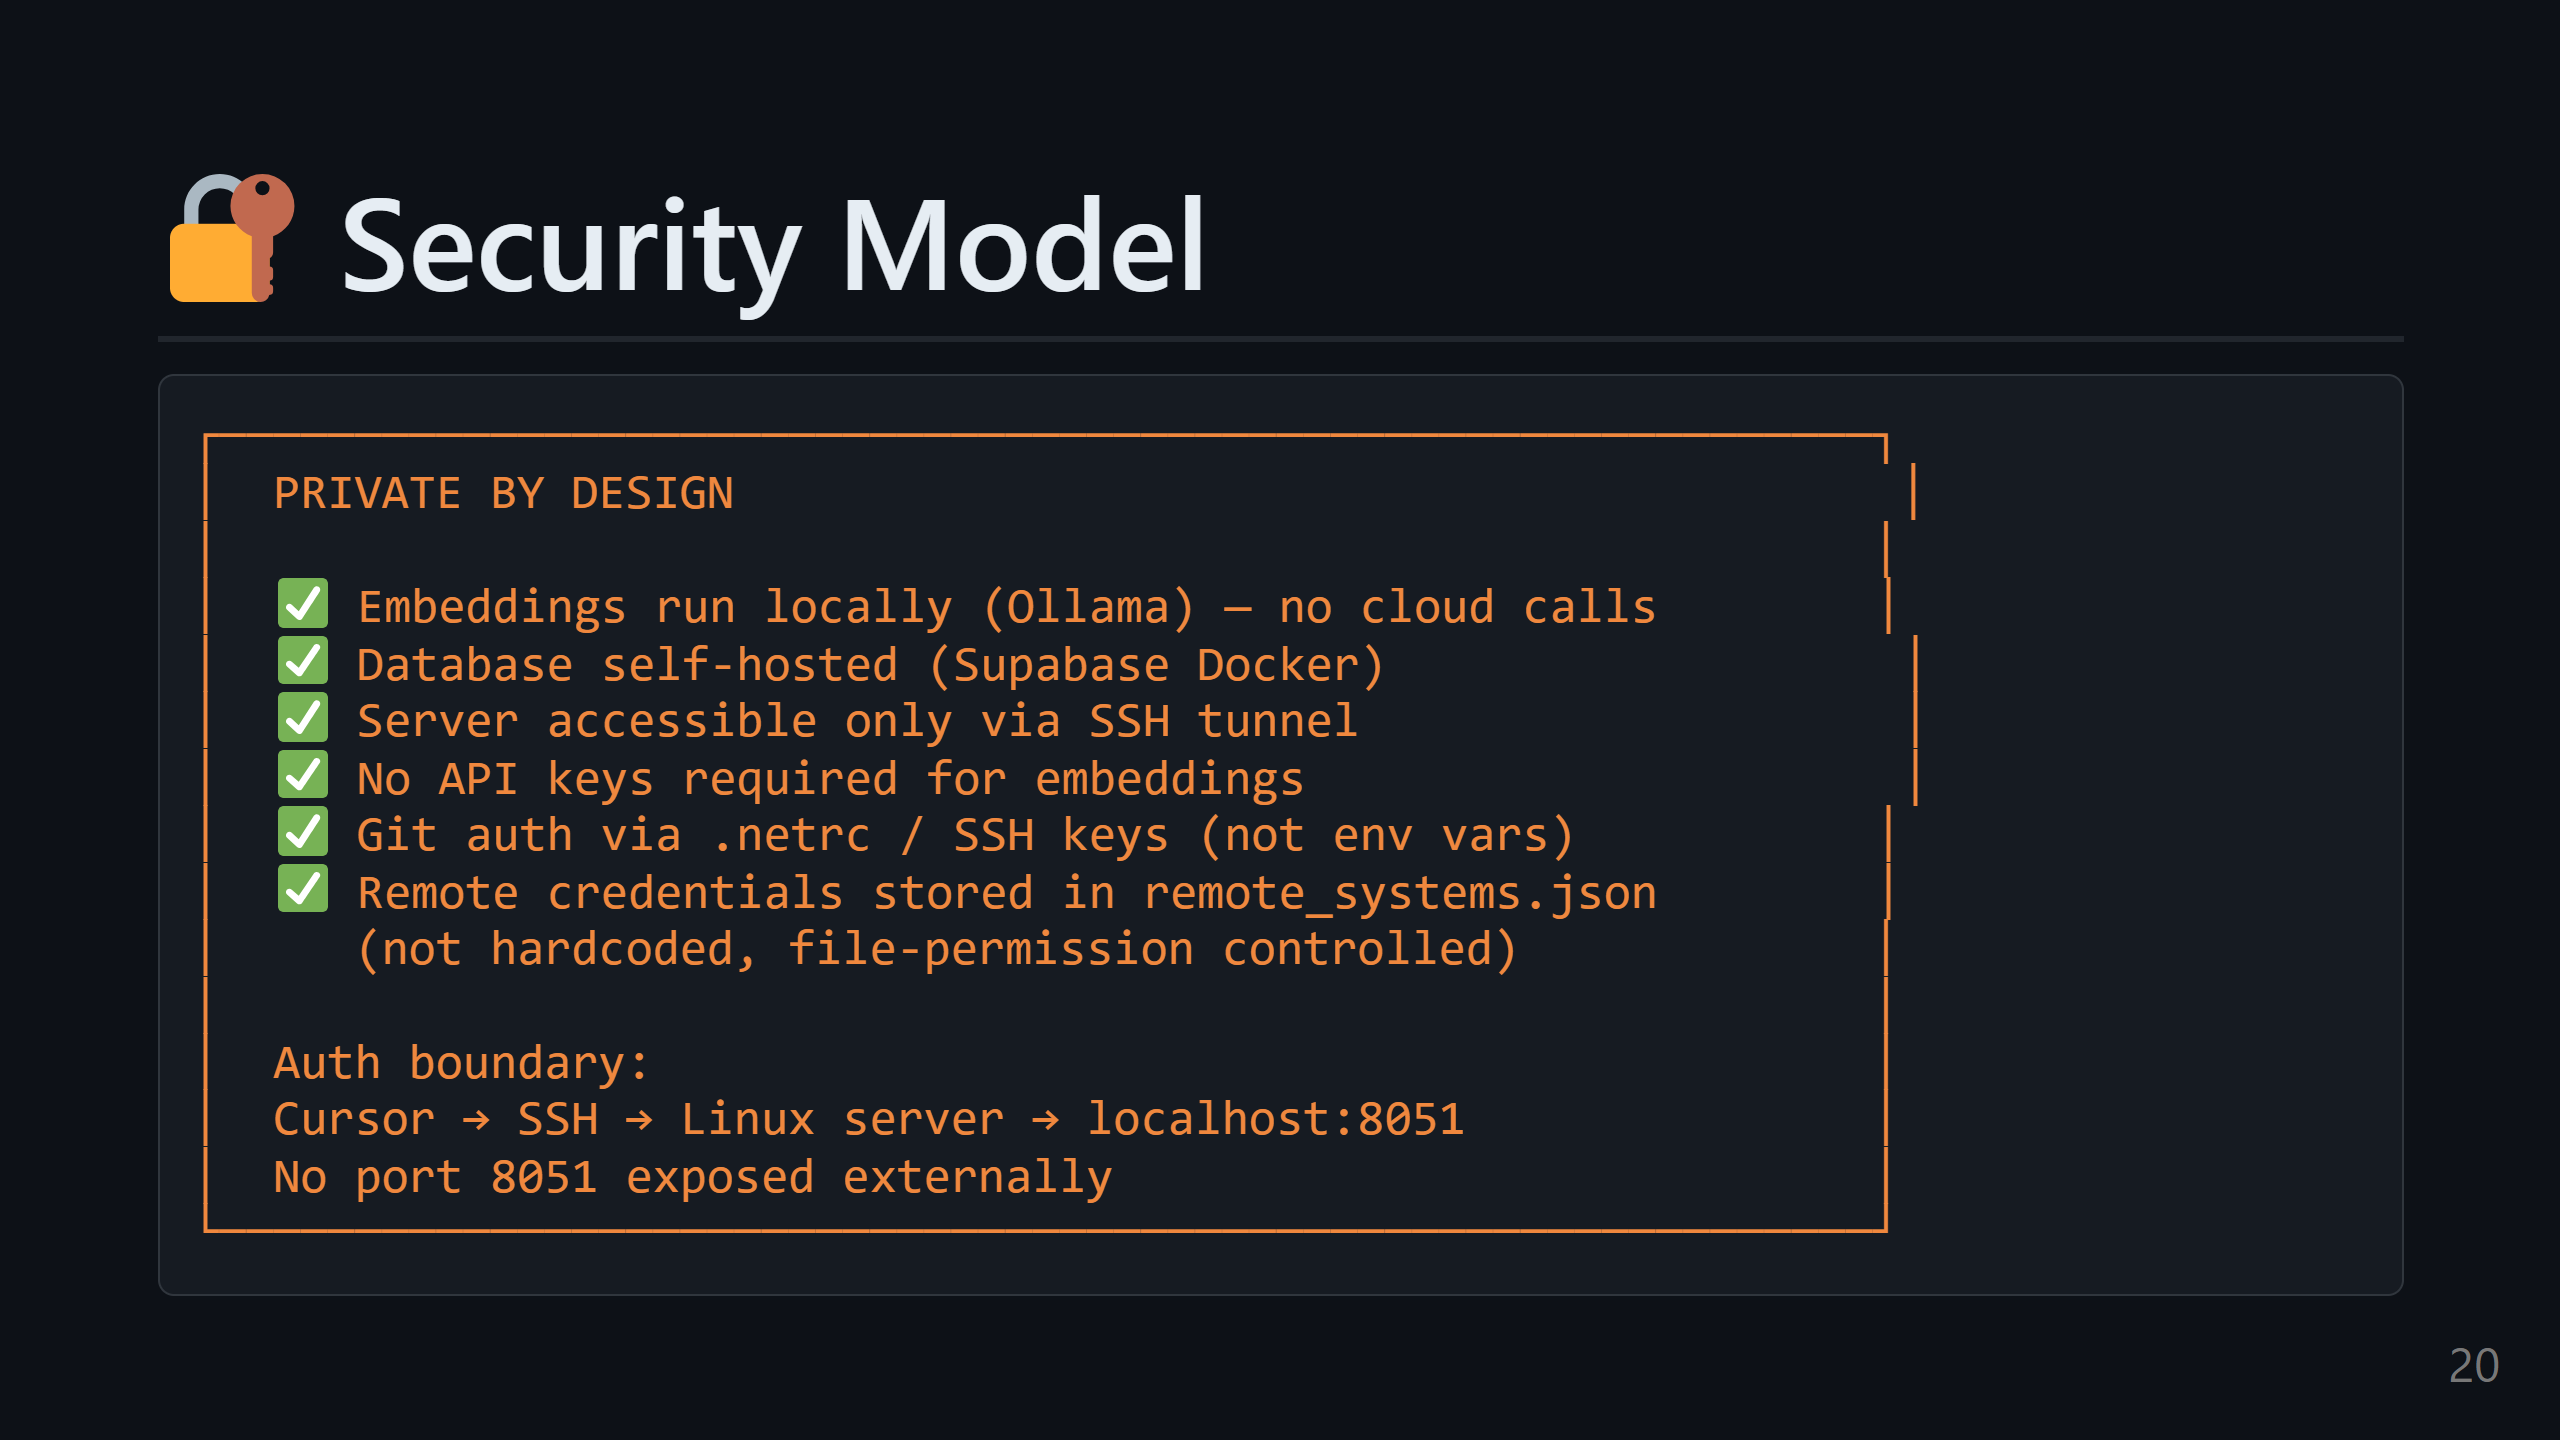 🔐 Security Model
PRIVATE BY DESIGN
✅ Embeddings run locally (Ollama) — no cloud calls
✅ Database self-hosted (Supabase Docker)
✅ Server accessible only via SSH tunnel
✅ No API keys required for embeddings
✅ Git auth via .netrc / SSH keys (not env vars)
✅ Remote credentials stored in remote_systems.json
(not hardcoded, file-permission controlled)
Auth boundary:
Cursor → SSH → Linux server → localhost:8051
No port 8051 exposed externally
20